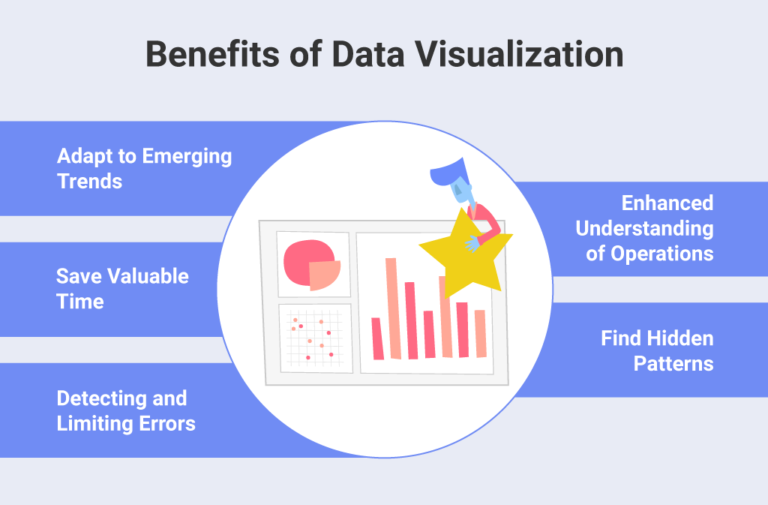 Benefits of Data Visualization
Adapt to Emerging
Trends
Save Valuable
Time
Detecting and
Limiting Errors
Enhanced
Understanding
of Operations
Find Hidden
Patterns